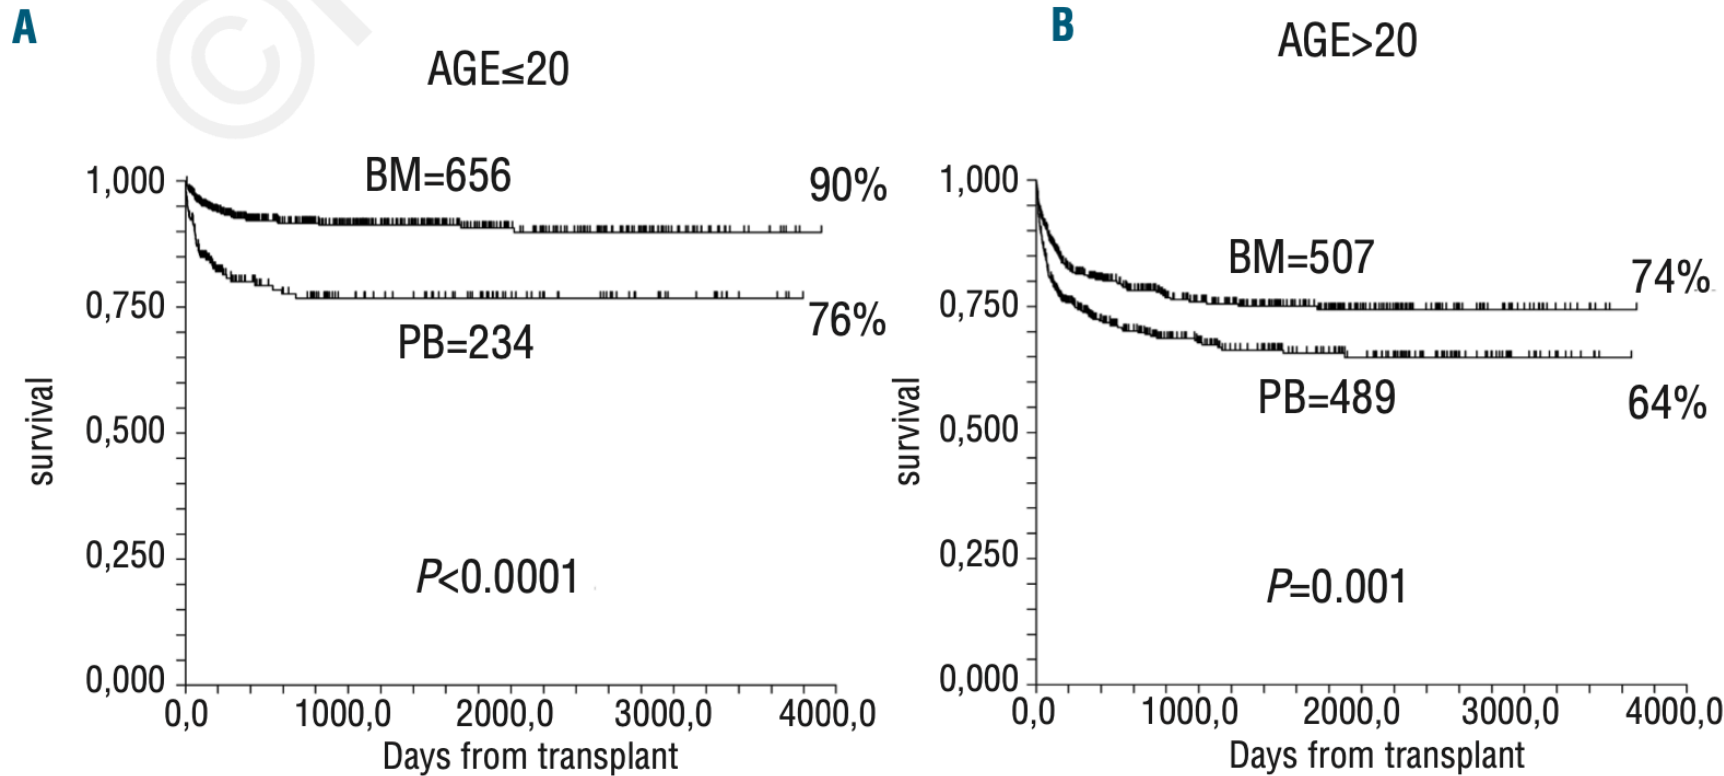 A
AGE≤20
BM=656
90%
1,000
0,750
0,500
0,250
0,000
76%
PB=234
survival
P<0.0001
0,0 1000,0 2000,0 3000,0 4000,0
Days from transplant
B
AGE>20
1,000
0,750
0,500
0,250
0,000
BM=507
74%
PB=489
64%
survival
P=0.001
0,0 1000,0 2000,0 3000,0 4000,0
Days from transplant